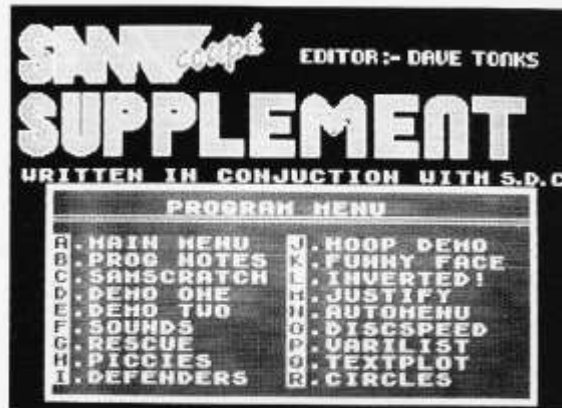 SAM coupé
EDITOR:- DAVE TONKS
SUPPLEMENT
WRITTEN IN CONJUCTION WITH S.D.C
PROGRAM MENU
A.MAIN MENU
B.PROG NOTES
C.SAMSCRATCH
D.DEMO ONE
E.DEMO TWO
F.SOUNDS
G.RESCUE
H.PICCIES
I.DEFENDERS
J.HOOP DEMO
K.FUNNY FACE
L.INVERTED!
M.JUSTIFY
N.AUTOMENU
O.DISCSPEED
P.VARILIST
Q.TEXTPLOT
R.CIRCLES